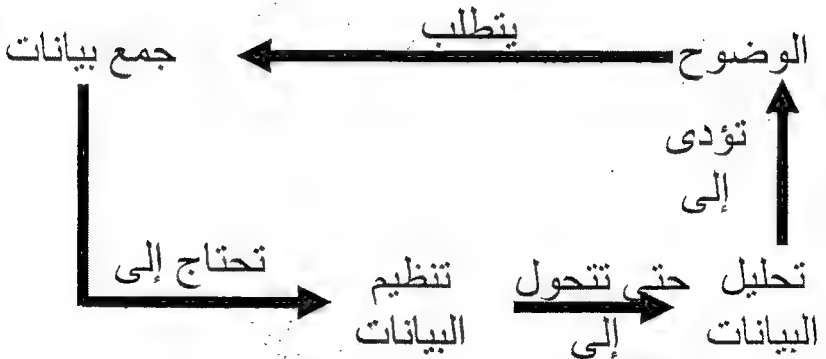 يتطلب
الوضوح
جمع بيانات
تؤدى
إلى
تحتاج إلى
تنظيم
البيانات
حتى تتحول
إلى
تحليل
البيانات